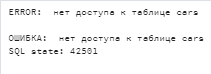 ERROR:  нет доступа к таблице cars
ОШИБКА:  нет доступа к таблице cars
SQL state: 42501